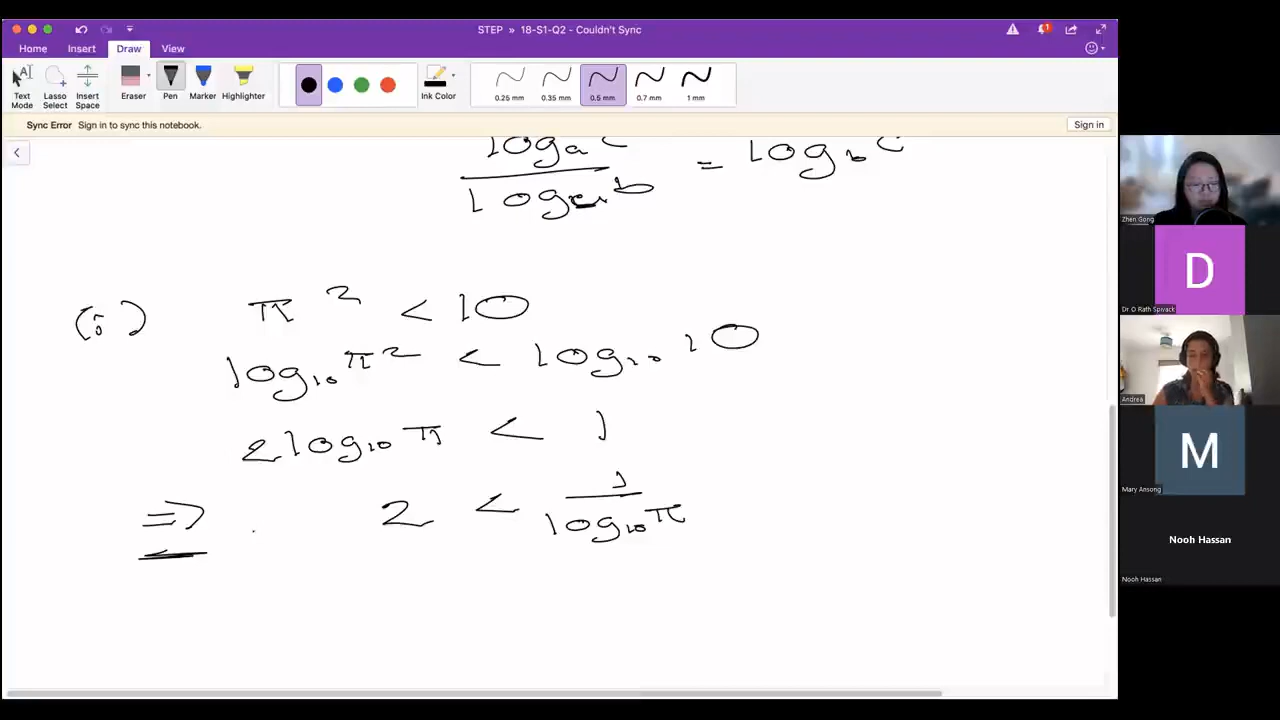 STEP » 18-S1-Q2 - Couldn't Sync
1
Home Insert Draw View
Text Mode
Lasso Select
Insert Space
Eraser
Pen
Marker
Highlighter
Ink Color
0.25 mm
0.35 mm
0.5 mm
0.7 mm
1 mm
Sync Error Sign in to sync this notebook.
Sign in
log_a c / log_a b = log_b c
(i) π² < 10
log₁₀ π² < log₁₀ 10
2 log₁₀ π < 1
⇒ 2 < 1 / log₁₀ π
Zhen Gong
D
Dr O Rath Spivack
Andrea
M
Mary Ansong
Nooh Hassan
Nooh Hassan